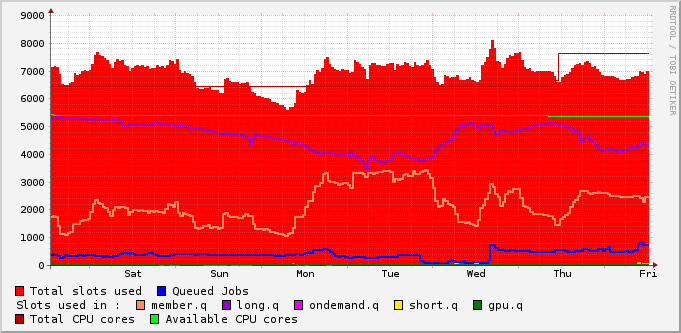 RRDTOOL / TOBI OETIKER
9000
8000
7000
6000
5000
4000
3000
2000
1000
0
Sat Sun Mon Tue Wed Thu Fri
Total slots used Queued Jobs
Slots used in : member.q long.q ondemand.q short.q gpu.q
Total CPU cores Available CPU cores